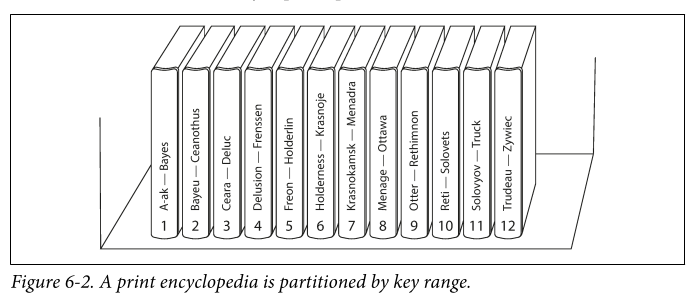 A-ak — Bayes
1
Bayeu — Ceanothus
2
Ceara — Deluc
3
Delusion — Frenssen
4
Freon — Holderlin
5
Holderness — Krasnoje
6
Krasnokamsk — Menadra
7
Menage — Ottawa
8
Otter — Rethimnon
9
Reti — Solovets
10
Solovyov — Truck
11
Trudeau — Zywiec
12
Figure 6-2. A print encyclopedia is partitioned by key range.